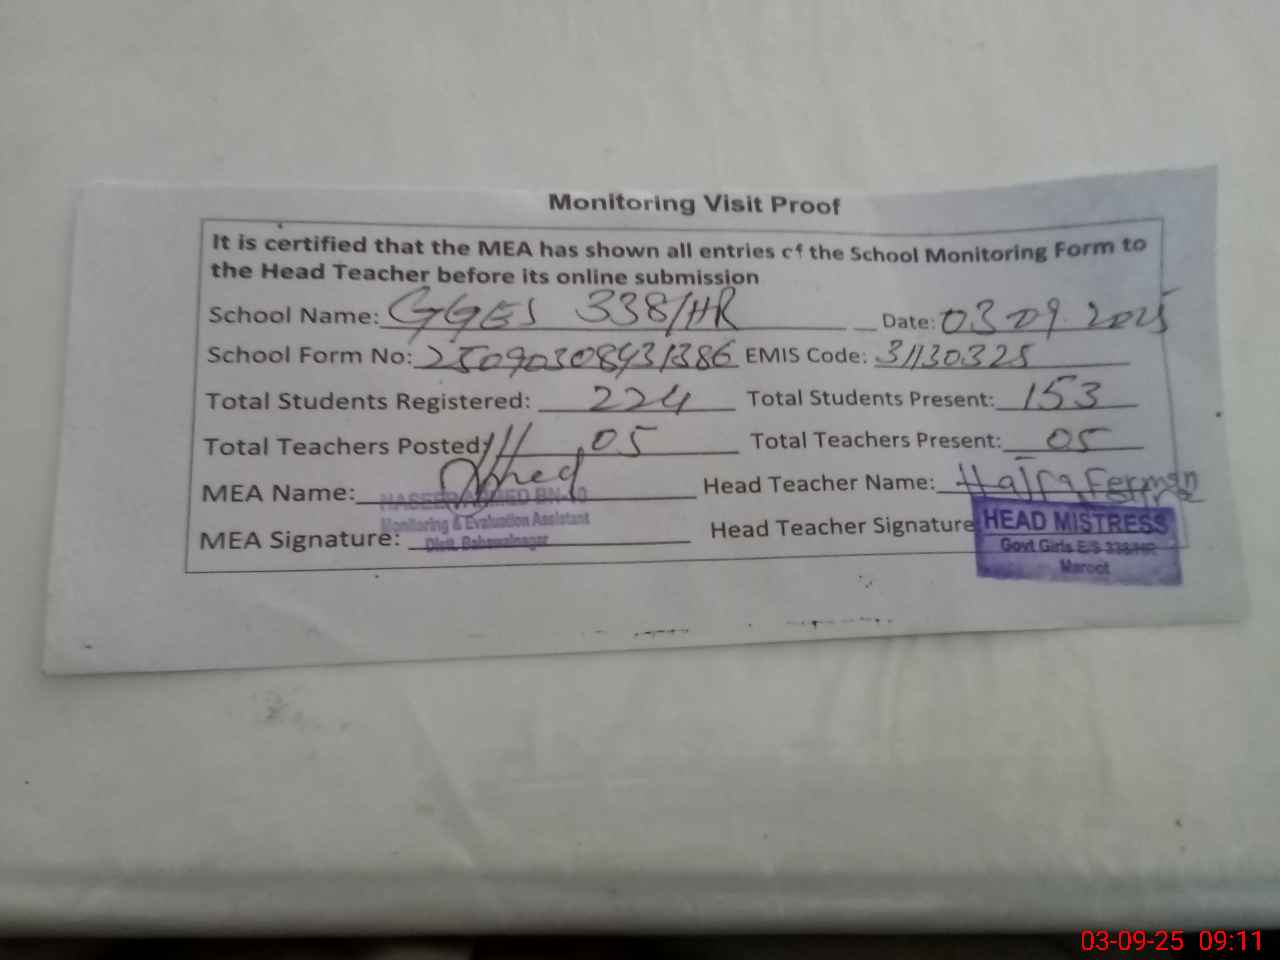 Monitoring Visit Proof
It is certified that the MEA has shown all entries of the School Monitoring Form to
the Head Teacher before its online submission
School Name: GGES 338/HR Date: 03 09. 2025
School Form No: EMIS Code: 31130325
Total Students Registered: 224 Total Students Present: 153
Total Teachers Posted 05 Total Teachers Present: 05
MEA Name: Head Teacher Name:
MEA Signature: Head Teacher Signature
Monitoring & Evaluation Assistant
Distt. Bahawalnagar
HEAD MISTRESS
Govt Girls E/S 338/HR
Maroot
03-09-25 09:11